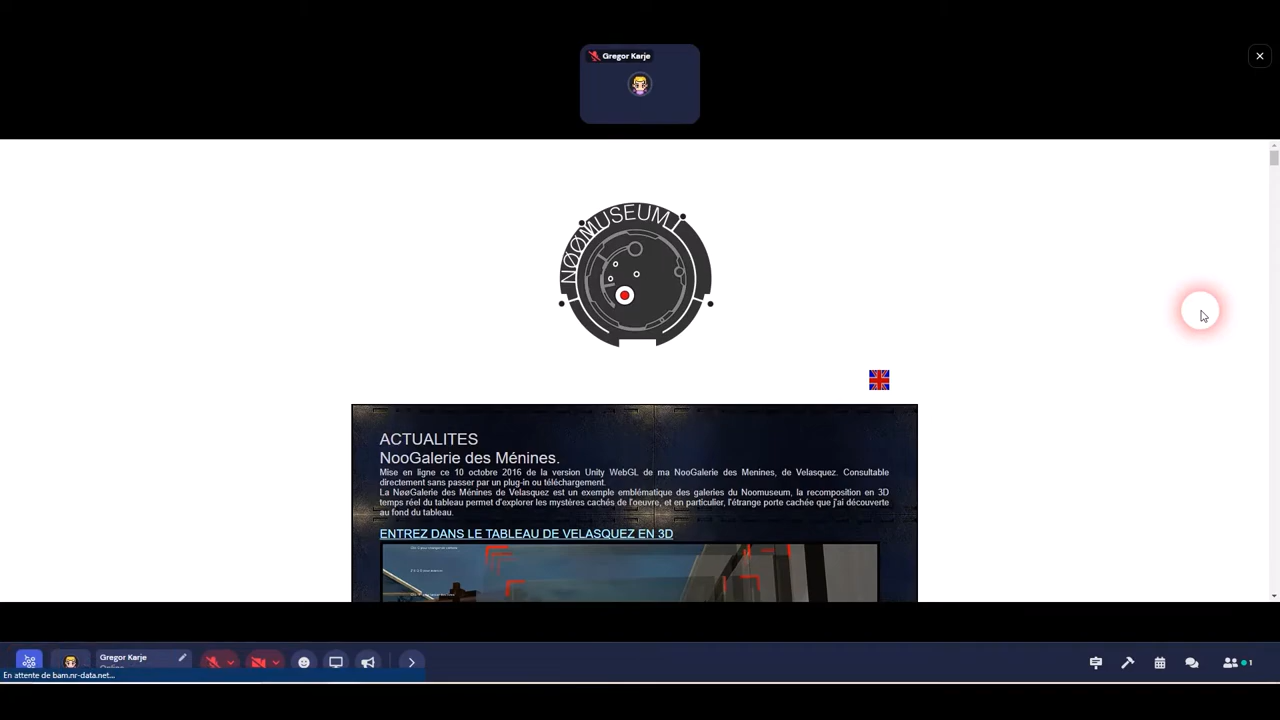 Gregor Karje
NØØMUSEUM
ACTUALITES
NooGalerie des Ménines.
Mise en ligne ce 10 octobre 2016 de la version Unity WebGL de ma NooGalerie des Menines, de Velasquez. Consultable
directement sans passer par un plug-in ou téléchargement.
La NøøGalerie des Ménines de Velasquez est un exemple emblématique des galeries du Noomuseum, la recomposition en 3D
temps réel du tableau permet d'explorer les mystères cachés de l'oeuvre, et en particulier, l'étrange porte cachée que j'ai découverte
au fond du tableau.
ENTREZ DANS LE TABLEAU DE VELASQUEZ EN 3D
Gregor Karje
Online
1
En attente de bam.nr-data.net...